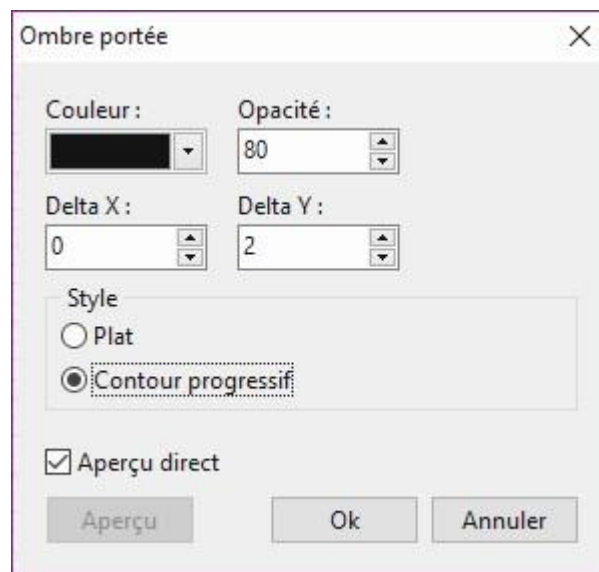 Ombre portée
Couleur : Opacité :
80
Delta X : Delta Y :
0 2
Style
Plat
Contour progressif
Aperçu direct
Aperçu Ok Annuler